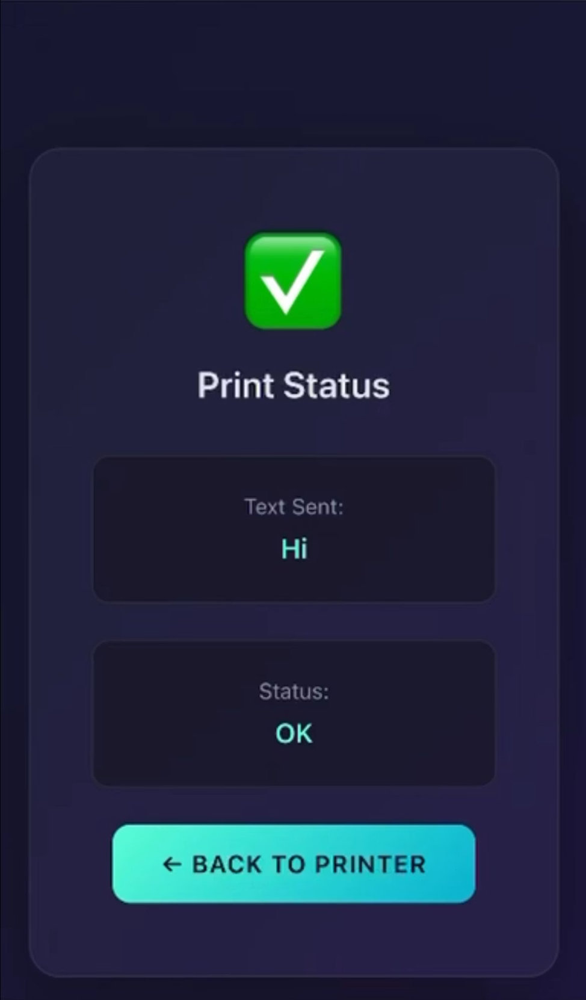 Print Status
Text Sent:
Hi
Status:
OK
← BACK TO PRINTER